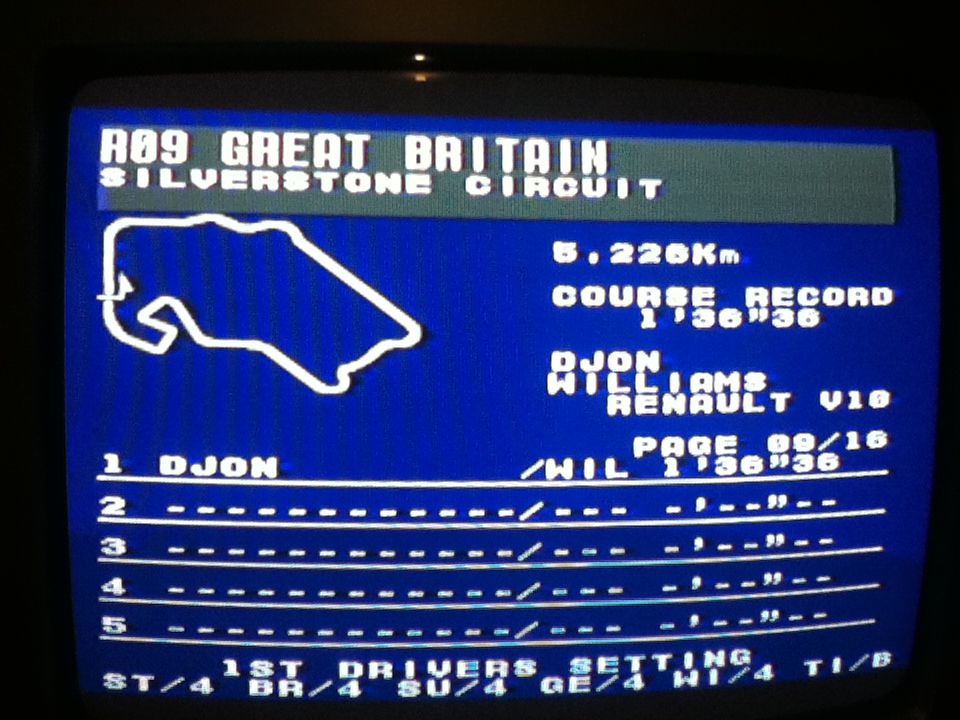 R09 GREAT BRITAIN
SILVERSTONE CIRCUIT
5.226Km
COURSE RECORD
1'36"36
DJON
WILLIAMS
RENAULT V10
PAGE 09/16
1 DJON /WIL 1'36"36
2 ------------/--- -'--"--
3 ------------/--- -'--"--
4 ------------/--- -'--"--
5 ------------/--- -'--"--
1ST DRIVERS SETTING
ST/4 BR/4 SU/4 GE/4 WI/4 TI/B